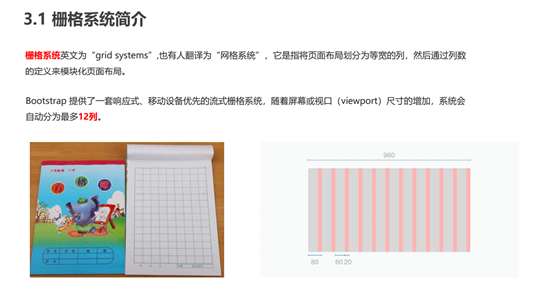 3.1 栅格系统简介
栅格系统英文为“grid systems”,也有人翻译为“网格系统”，它是指将页面布局划分为等宽的列，然后通过列数
的定义来模块化页面布局。
Bootstrap 提供了一套响应式、移动设备优先的流式栅格系统，随着屏幕或视口（viewport）尺寸的增加，系统会
自动分为最多12列。
960
80
60 20